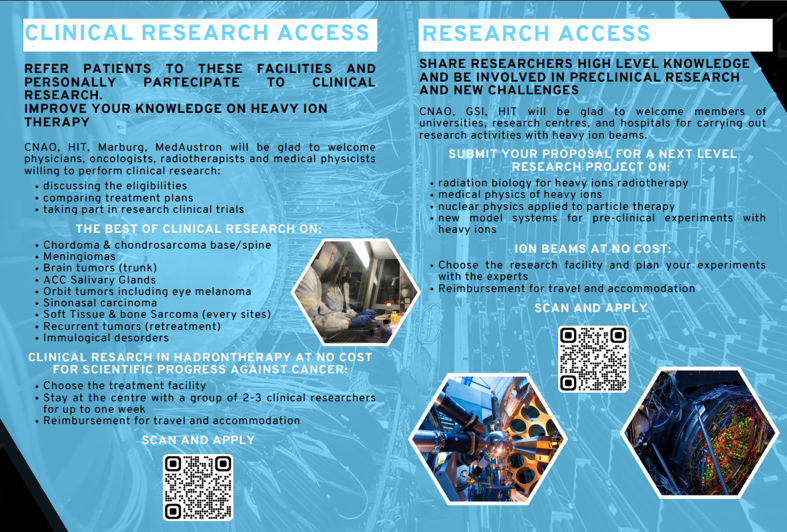 CLINICAL RESEARCH ACCESS
REFER PATIENTS TO THESE FACILITIES AND
PERSONALLY PARTECIPATE TO CLINICAL
RESEARCH.
IMPROVE YOUR KNOWLEDGE ON HEAVY ION
THERAPY
CNAO, HIT, Marburg, MedAustron will be glad to welcome
physicians, oncologists, radiotherapists and medical physicists
willing to perform clinical research:
• discussing the eligibilities
• comparing treatment plans
• taking part in research clinical trials
THE BEST OF CLINICAL RESEARCH ON:
• Chordoma & chondrosarcoma base/spine
• Meningiomas
• Brain tumors (trunk)
• ACC Salivary Glands
• Orbit tumors including eye melanoma
• Sinonasal carcinoma
• Soft Tissue & bone Sarcoma (every sites)
• Recurrent tumors (retreatment)
• Immulogical desorders
CLINICAL RESARCH IN HADRONTHERAPY AT NO COST
FOR SCIENTIFIC PROGRESS AGAINST CANCER:
• Choose the treatment facility
• Stay at the centre with a group of 2-3 clinical researchers
for up to one week
• Reimbursement for travel and accommodation
SCAN AND APPLY
RESEARCH ACCESS
SHARE RESEARCHERS HIGH LEVEL KNOWLEDGE
AND BE INVOLVED IN PRECLINICAL RESEARCH
AND NEW CHALLENGES
CNAO, GSI, HIT will be glad to welcome members of
universities, research centres, and hospitals for carrying out
research activities with heavy ion beams.
SUBMIT YOUR PROPOSAL FOR A NEXT LEVEL
RESEARCH PROJECT ON:
• radiation biology for heavy ions radiotherapy
• medical physics of heavy ions
• nuclear physics applied to particle therapy
• new model systems for pre-clinical experiments with
heavy ions
ION BEAMS AT NO COST:
• Choose the research facility and plan your experiments
with the experts
• Reimbursement for travel and accommodation
SCAN AND APPLY